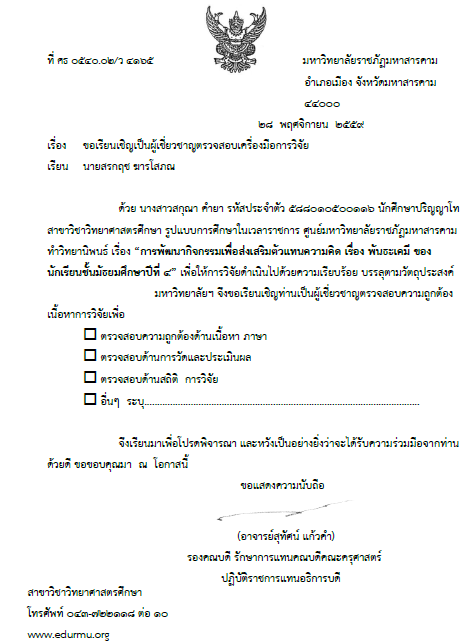 ที่ ศธ ๐๕๔๐.๐๒/ว ๔๑๖๕
มหาวิทยาลัยราชภัฏมหาสารคาม
อำเภอเมือง จังหวัดมหาสารคาม
๔๔๐๐๐
๒๘ พฤศจิกายน ๒๕๕๙
เรื่อง ขอเรียนเชิญเป็นผู้เชี่ยวชาญตรวจสอบเครื่องมือการวิจัย
เรียน นายสรกฤช ฆารโสภณ
ด้วย นางสาวสกุณา คำยา รหัสประจำตัว ๕๘๘๐๑๐๕๐๐๑๑๖ นักศึกษาปริญญาโท
สาขาวิชาวิทยาศาสตรศึกษา รูปแบบการศึกษาในเวลาราชการ ศูนย์มหาวิทยาลัยราชภัฏมหาสารคาม
ทำวิทยานิพนธ์ เรื่อง “การพัฒนากิจกรรมเพื่อส่งเสริมตัวแทนความคิด เรื่อง พันธะเคมี ของ
นักเรียนชั้นมัธยมศึกษาปีที่ ๔” เพื่อให้การวิจัยดำเนินไปด้วยความเรียบร้อย บรรลุตามวัตถุประสงค์
มหาวิทยาลัยฯ จึงขอเรียนเชิญท่านเป็นผู้เชี่ยวชาญตรวจสอบความถูกต้อง
เนื้อหาการวิจัยเพื่อ
☐ ตรวจสอบความถูกต้องด้านเนื้อหา ภาษา
☐ ตรวจสอบด้านการวัดและประเมินผล
☐ ตรวจสอบด้านสถิติ การวิจัย
☐ อื่นๆ ระบุ..........................................................................................
จึงเรียนมาเพื่อโปรดพิจารณา และหวังเป็นอย่างยิ่งว่าจะได้รับความร่วมมือจากท่าน
ด้วยดี ขอขอบคุณมา ณ โอกาสนี้
ขอแสดงความนับถือ
(อาจารย์สุทัศน์ แก้วคำ)
รองคณบดี รักษาการแทนคณบดีคณะครุศาสตร์
ปฏิบัติราชการแทนอธิการบดี
สาขาวิชาวิทยาศาสตรศึกษา
โทรศัพท์ ๐๔๓-๗๒๒๑๑๘ ต่อ ๑๐
www.edurmu.org